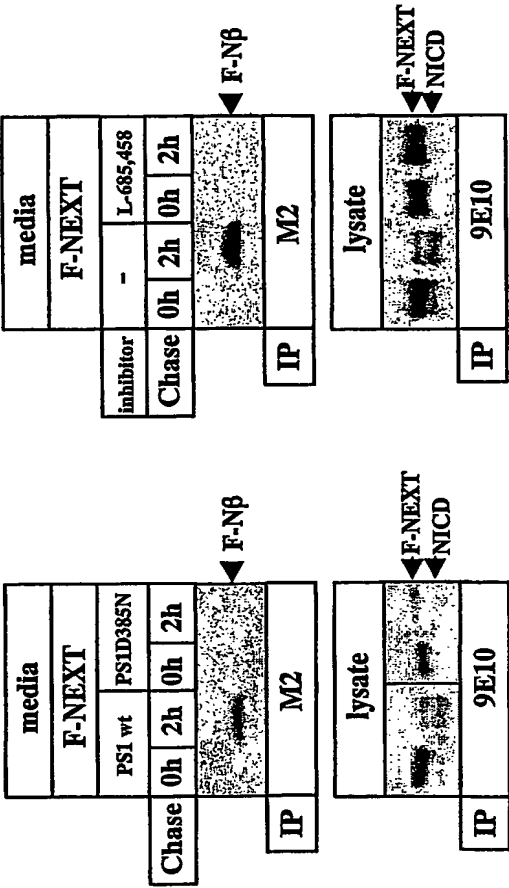 media
F-NEXT
PS1 wt PS1D385N
Chase 0h 2h 0h 2h
F-Nβ
IP M2
lysate
F-NEXT
NICD
IP 9E10
media
F-NEXT
inhibitor – L-685,458
Chase 0h 2h 0h 2h
F-Nβ
IP M2
lysate
F-NEXT
NICD
IP 9E10